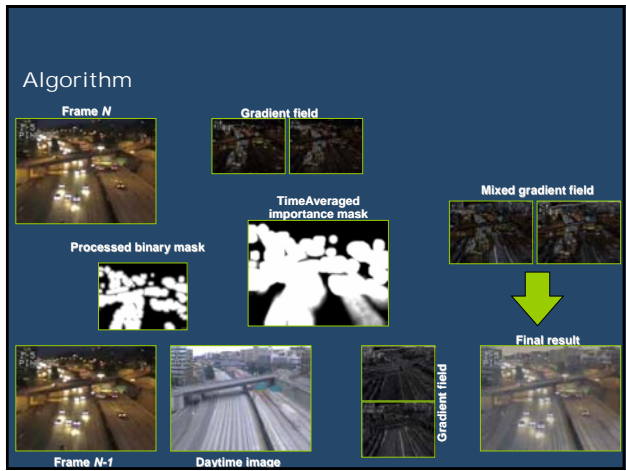 Algorithm
Frame N
Gradient field
TimeAveraged
importance mask
Mixed gradient field
Processed binary mask
Final result
Gradient field
Frame N-1
Daytime image